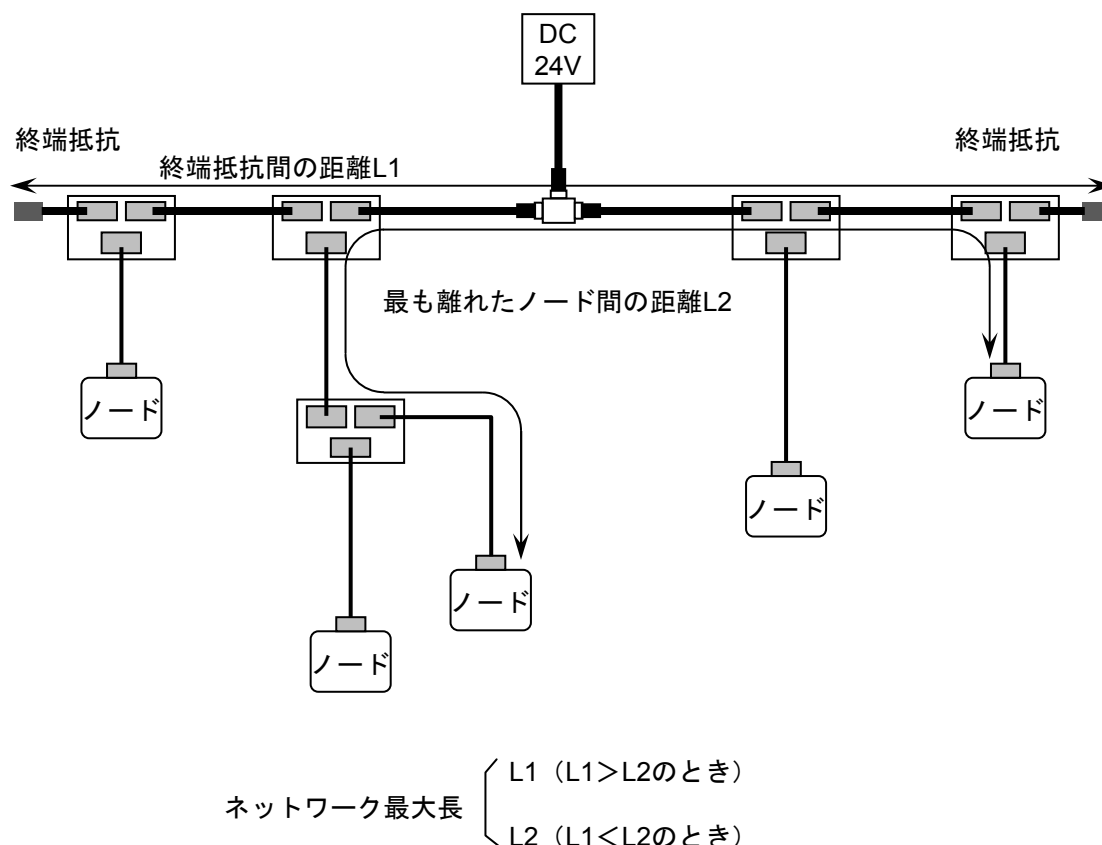 DC
24V
終端抵抗
終端抵抗
終端抵抗間の距離L1
最も離れたノード間の距離L2
ノード
ノード
ノード
ノード
ノード
L1（L1＞L2のとき）
ネットワーク最大長
L2（L1＜L2のとき）